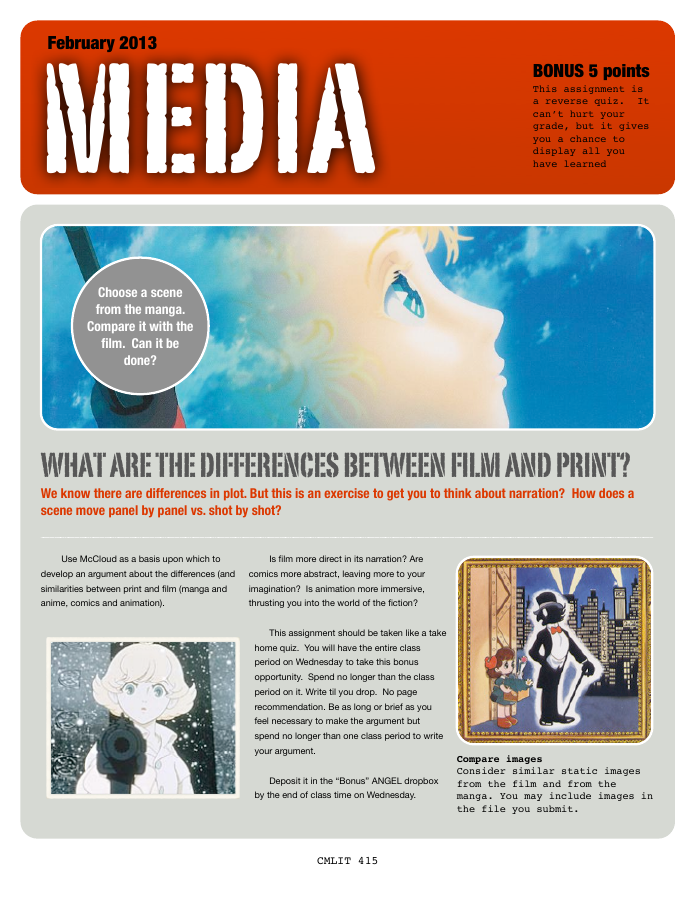 February 2013
MEDIA
BONUS 5 points
This assignment is
a reverse quiz.  It
can't hurt your
grade, but it gives
you a chance to
display all you
have learned
Choose a scene
from the manga.
Compare it with the
film.  Can it be
done?
WHAT ARE THE DIFFERENCES BETWEEN FILM AND PRINT?
We know there are differences in plot. But this is an exercise to get you to think about narration?  How does a
scene move panel by panel vs. shot by shot?
Use McCloud as a basis upon which to
develop an argument about the differences (and
similarities between print and film (manga and
anime, comics and animation).
Is film more direct in its narration? Are
comics more abstract, leaving more to your
imagination?  Is animation more immersive,
thrusting you into the world of the fiction?
This assignment should be taken like a take
home quiz.  You will have the entire class
period on Wednesday to take this bonus
opportunity.  Spend no longer than the class
period on it. Write til you drop.  No page
recommendation. Be as long or brief as you
feel necessary to make the argument but
spend no longer than one class period to write
your argument.
Deposit it in the “Bonus” ANGEL dropbox
by the end of class time on Wednesday.
Compare images
Consider similar static images
from the film and from the
manga. You may include images in
the file you submit.
CMLIT 415